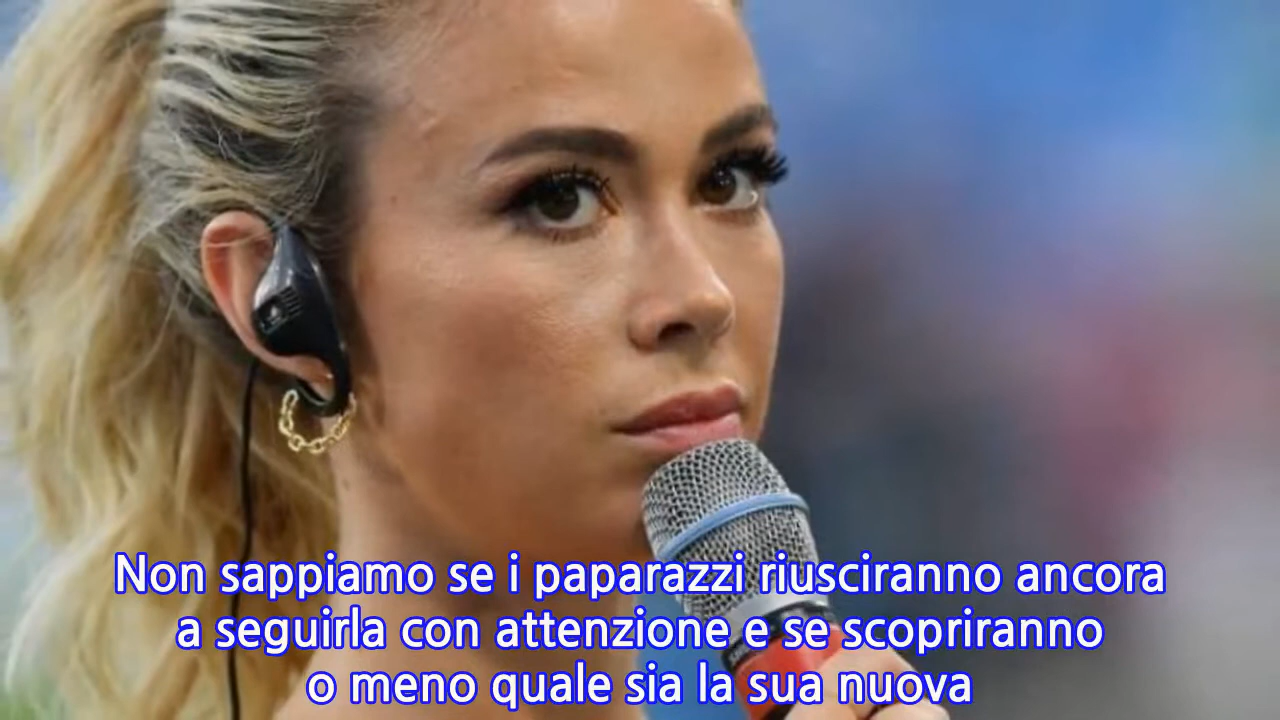 Non sappiamo se i paparazzi riusciranno ancora
a seguirla con attenzione e se scopriranno
o meno quale sia la sua nuova